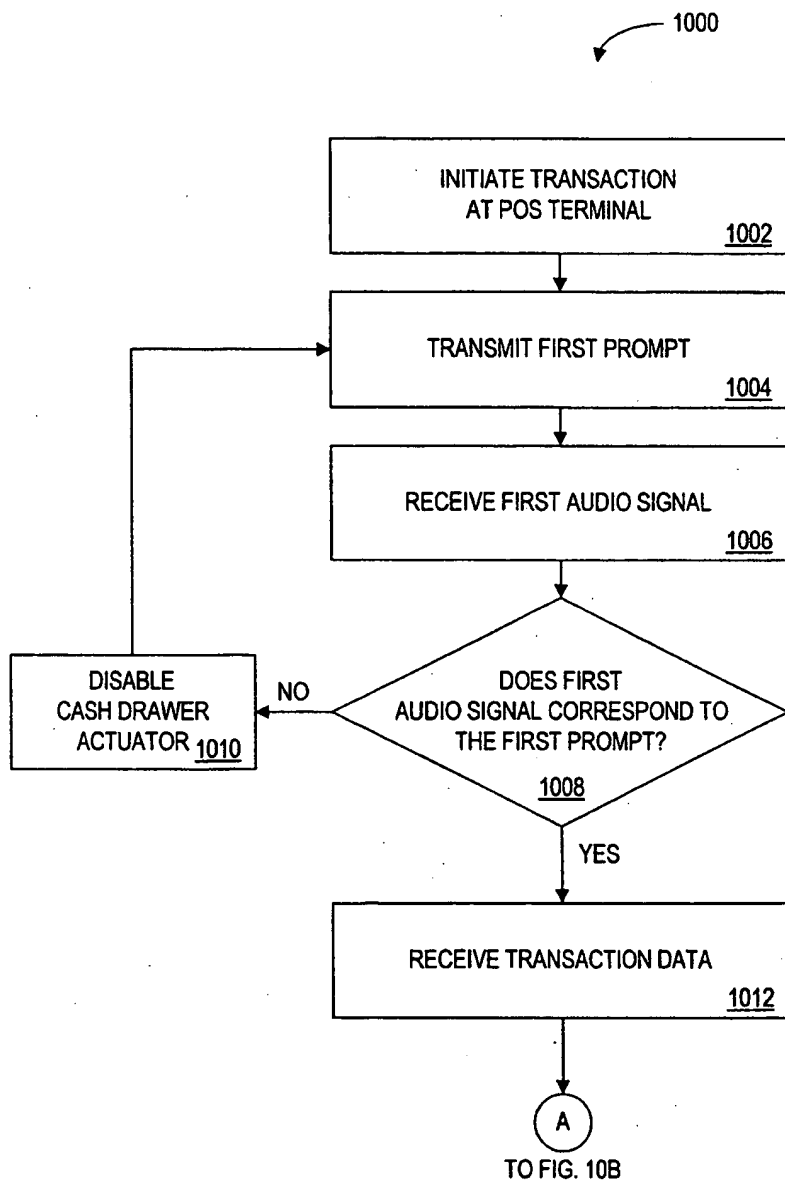 1000
INITIATE TRANSACTION
AT POS TERMINAL
1002
TRANSMIT FIRST PROMPT
1004
RECEIVE FIRST AUDIO SIGNAL
1006
DOES FIRST
AUDIO SIGNAL CORRESPOND TO
THE FIRST PROMPT?
1008
NO
DISABLE
CASH DRAWER
ACTUATOR
1010
YES
RECEIVE TRANSACTION DATA
1012
A
TO FIG. 10B